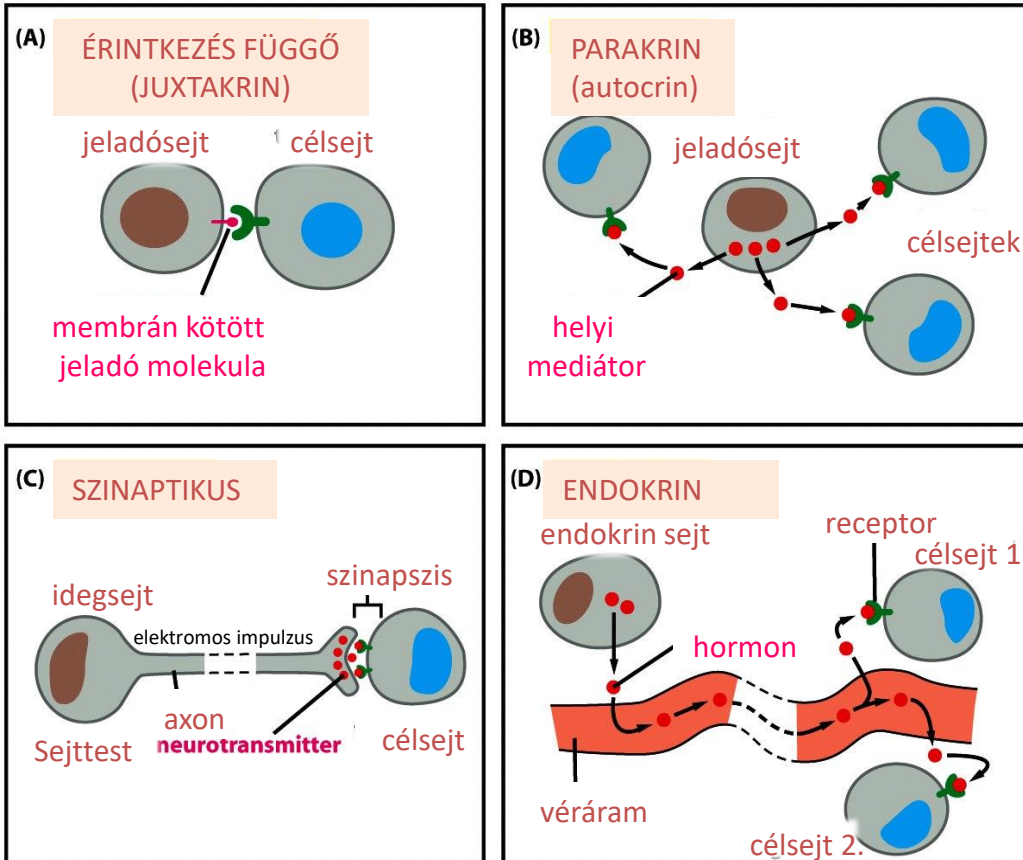 (A)
ÉRINTKEZÉS FÜGGŐ
(JUXTAKRIN)
jeladósejt
célsejt
membrán kötött
jeladó molekula
(B)
PARAKRIN
(autocrin)
jeladósejt
célsejtek
helyi
mediátor
(C)
SZINAPTIKUS
szinapszis
idegsejt
elektromos impulzus
axon
neurotransmitter
Sejttest
célsejt
(D)
ENDOKRIN
endokrin sejt
receptor
célsejt 1
hormon
véráram
célsejt 2.